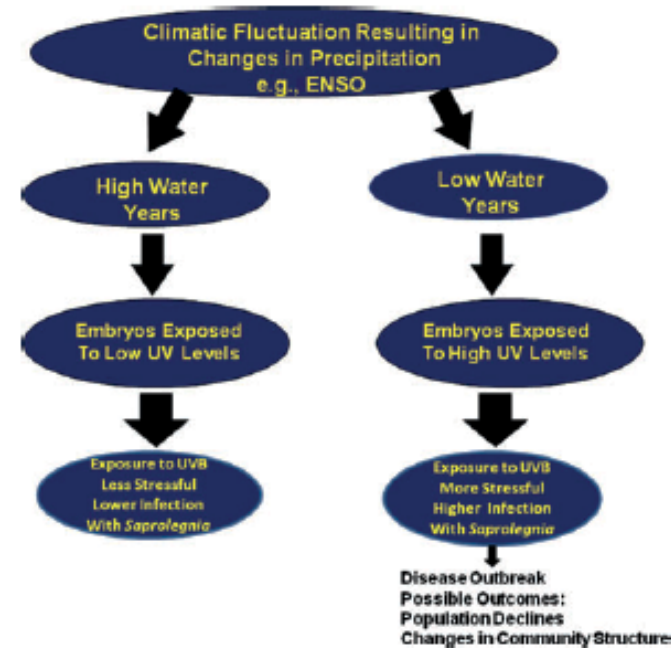 Climatic Fluctuation Resulting in
Changes in Precipitation
e.g., ENSO
High Water
Years
Low Water
Years
Embryos Exposed
To Low UV Levels
Embryos Exposed
To High UV Levels
Exposure to UVB
Less Stressful
Lower Infection
With Saprolegnia
Exposure to UVB
More Stressful
Higher Infection
With Saprolegnia
Disease Outbreak
Possible Outcomes:
Population Declines
Changes in Community Structure